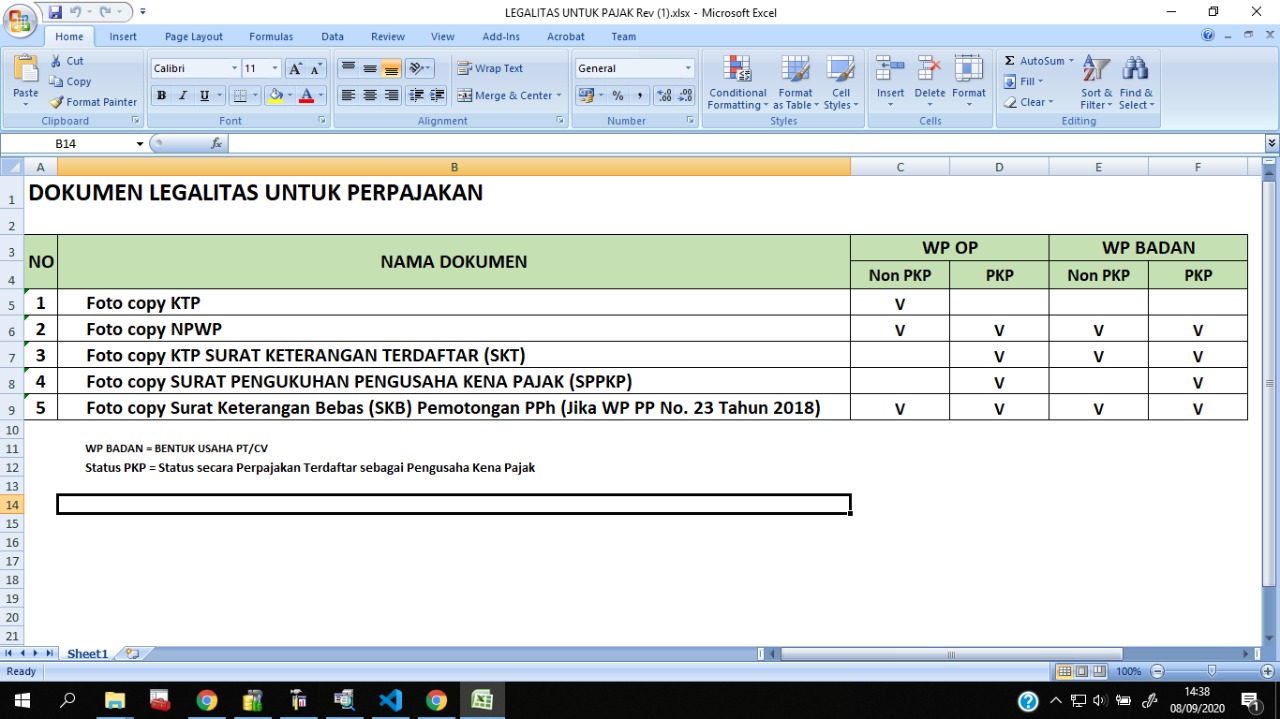 LEGALITAS UNTUK PAJAK Rev (1).xlsx - Microsoft Excel
Home Insert Page Layout Formulas Data Review View Add-Ins Acrobat Team
Paste Cut Copy Format Painter Clipboard
Calibri 11 A A B I U A Font
Wrap Text Merge & Center Alignment
General % , .0 .00 .00 .0 Number
Conditional Formatting Format as Table Cell Styles Styles
Insert Delete Format Cells
Σ AutoSum Fill Clear Sort & Filter Find & Select Editing
B14 fx
A B C D E F
1 DOKUMEN LEGALITAS UNTUK PERPAJAKAN
2
3 NO NAMA DOKUMEN WP OP WP BADAN
4 Non PKP PKP Non PKP PKP
5 1 Foto copy KTP V
6 2 Foto copy NPWP V V V V
7 3 Foto copy KTP SURAT KETERANGAN TERDAFTAR (SKT) V V V
8 4 Foto copy SURAT PENGUKUHAN PENGUSAHA KENA PAJAK (SPPKP) V V
9 5 Foto copy Surat Keterangan Bebas (SKB) Pemotongan PPh (Jika WP PP No. 23 Tahun 2018) V V V V
10
11 WP BADAN = BENTUK USAHA PT/CV
12 Status PKP = Status secara Perpajakan Terdaftar sebagai Pengusaha Kena Pajak
13
14
15
16
17
18
19
20
21
Sheet1
Ready 100%
14:38
08/09/2020 1